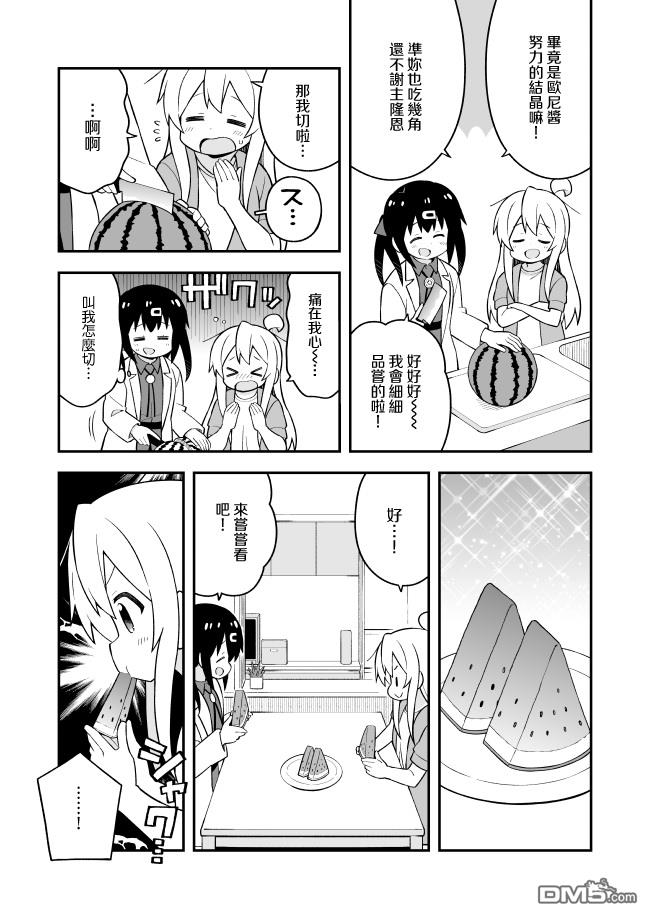 畢竟是歐尼醬
努力的結晶嘛！
準妳也吃幾角
還不謝主隆恩
好好好～
我會細細
品嘗的啦！
那我切啦…
…啊啊
ス…
痛在我心～…
ザクッ
叫我怎麼切…
好…！
來嘗嘗看
吧！
シャク…
……！
DM5.com